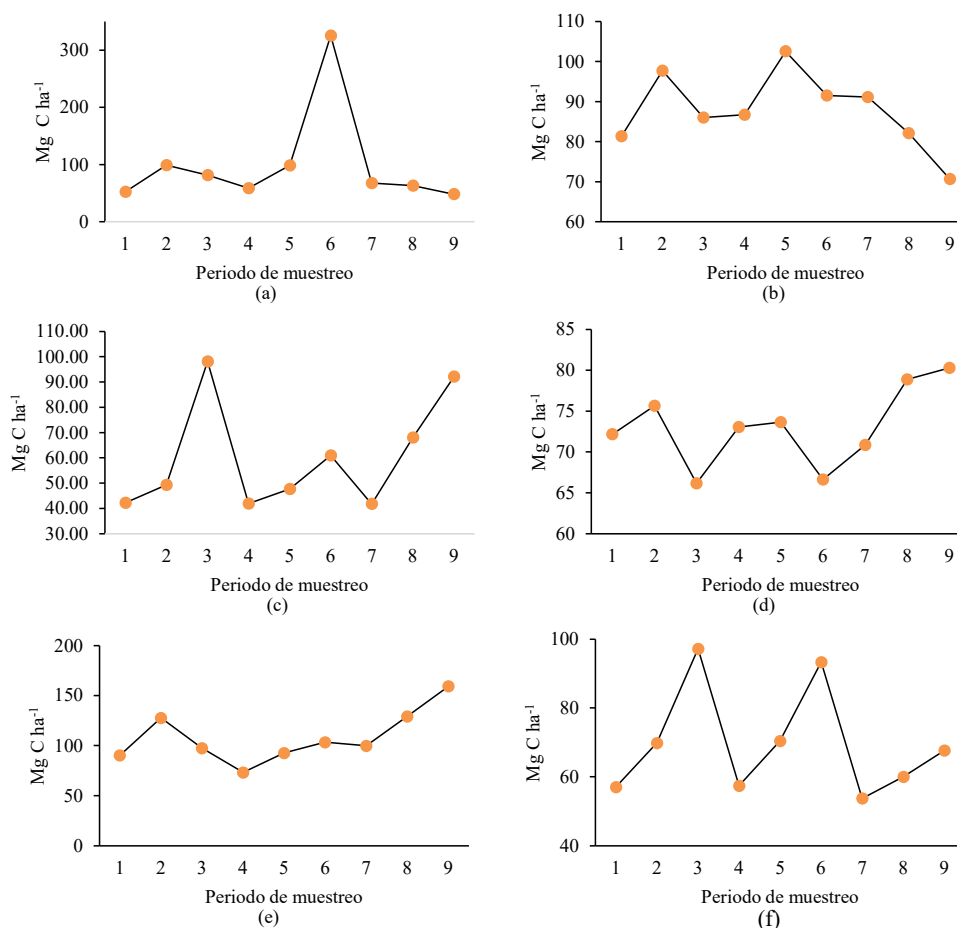 Mg C ha⁻¹
300
200
100
0
1 2 3 4 5 6 7 8 9
Periodo de muestreo
(a)
Mg C ha⁻¹
110
100
90
80
70
60
1 2 3 4 5 6 7 8 9
Periodo de muestreo
(b)
Mg C ha⁻¹
110.00
100.00
90.00
80.00
70.00
60.00
50.00
40.00
30.00
1 2 3 4 5 6 7 8 9
Periodo de muestreo
(c)
Mg C ha⁻¹
85
80
75
70
65
60
1 2 3 4 5 6 7 8 9
Periodo de muestreo
(d)
Mg C ha⁻¹
200
150
100
50
0
1 2 3 4 5 6 7 8 9
Periodo de muestreo
(e)
Mg C ha⁻¹
100
80
60
40
1 2 3 4 5 6 7 8 9
Periodo de muestreo
(f)